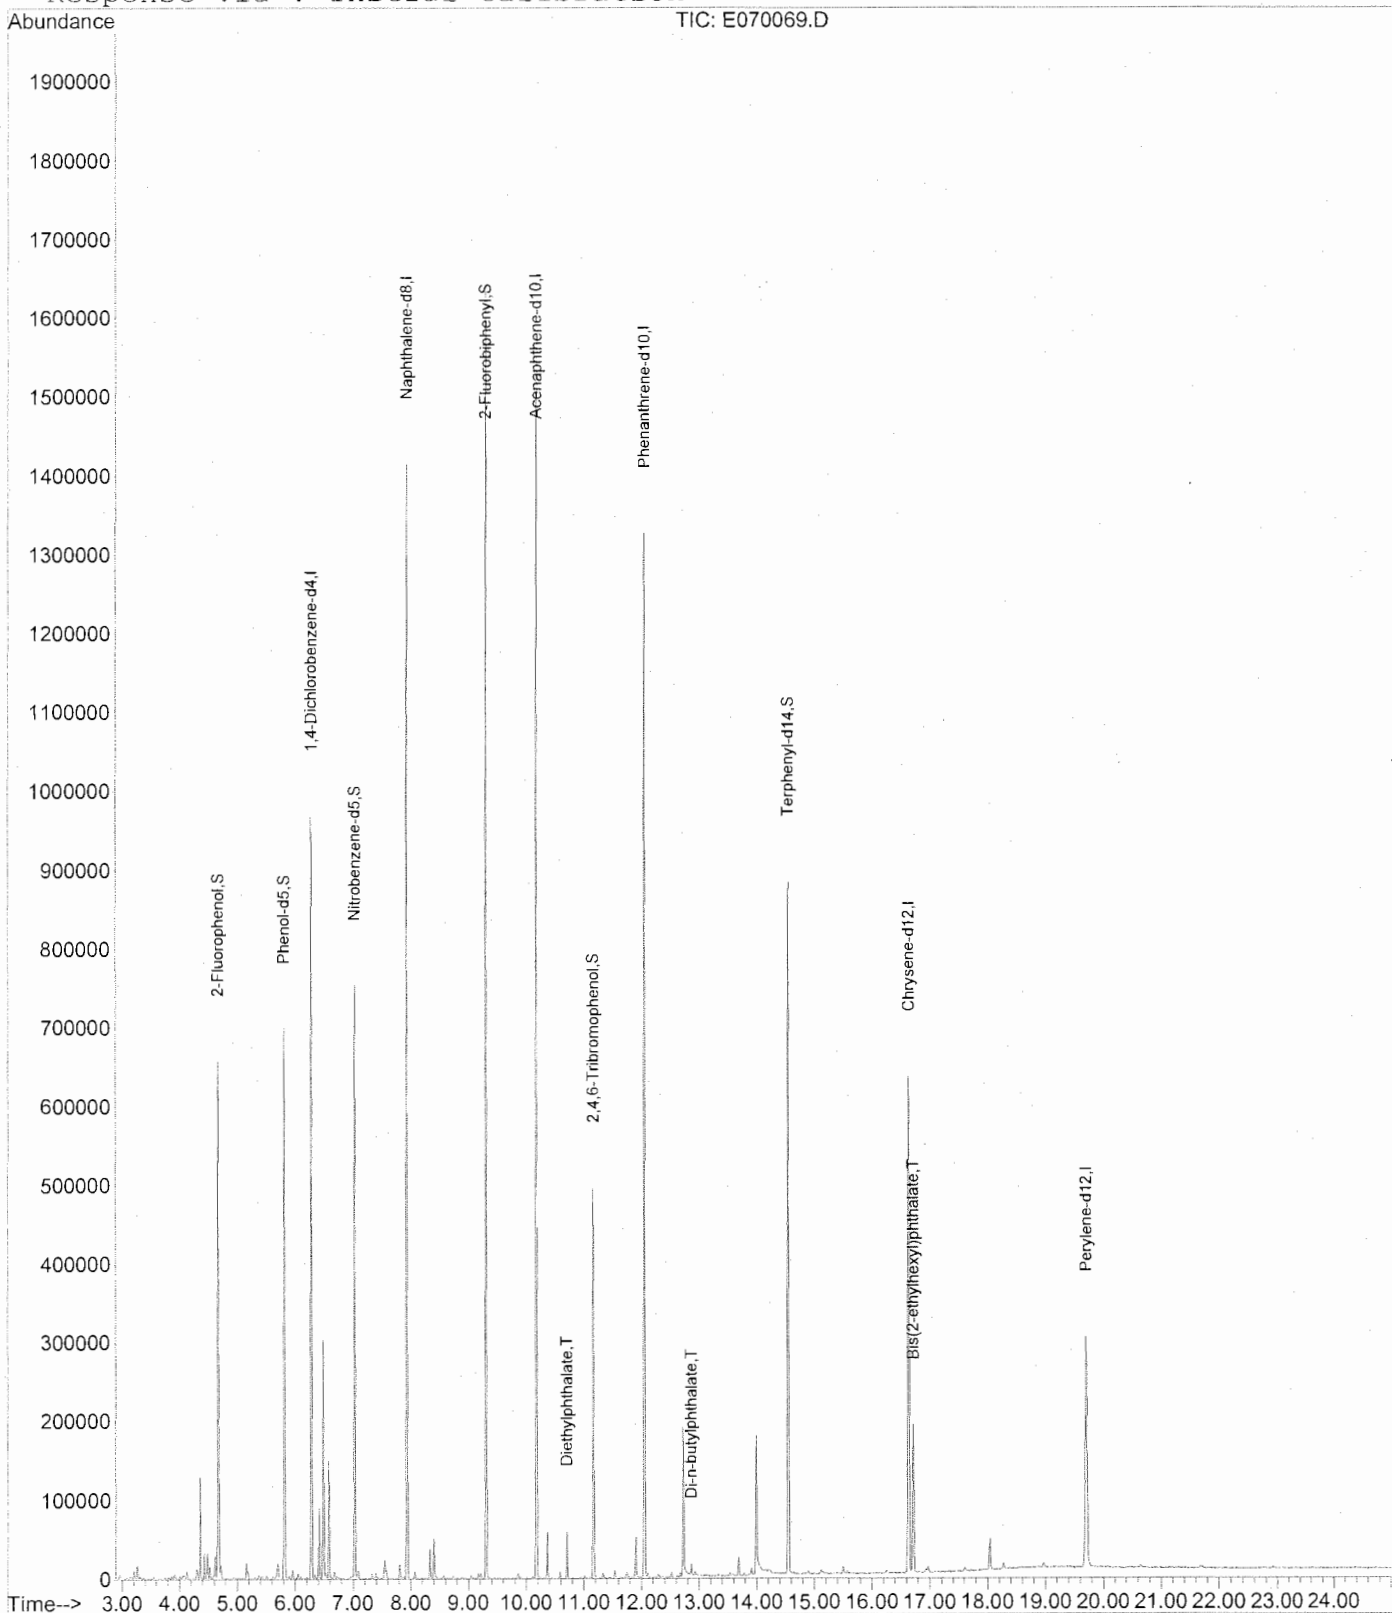 Response via : Initial Calibration
Abundance
TIC: E070069.D
1900000
1800000
1700000
1600000
1500000
1400000
1300000
1200000
1100000
1000000
900000
800000
700000
600000
500000
400000
300000
200000
100000
0
2-Fluorophenol,S
Phenol-d5,S
1,4-Dichlorobenzene-d4,I
Nitrobenzene-d5,S
Naphthalene-d8,I
2-Fluorobiphenyl,S
Acenaphthene-d10,I
Diethylphthalate,T
2,4,6-Tribromophenol,S
Phenanthrene-d10,I
Di-n-butylphthalate,T
Terphenyl-d14,S
Chrysene-d12,I
Bis(2-ethylhexyl)phthalate,T
Perylene-d12,I
Time--> 3.00 4.00 5.00 6.00 7.00 8.00 9.00 10.00 11.00 12.00 13.00 14.00 15.00 16.00 17.00 18.00 19.00 20.00 21.00 22.00 23.00 24.00